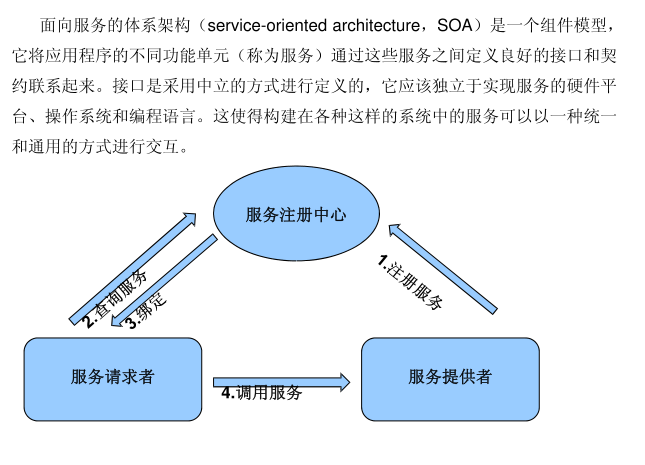 面向服务的体系架构（service-oriented architecture，SOA）是一个组件模型，
它将应用程序的不同功能单元（称为服务）通过这些服务之间定义良好的接口和契
约联系起来。接口是采用中立的方式进行定义的，它应该独立于实现服务的硬件平
台、操作系统和编程语言。这使得构建在各种这样的系统中的服务可以以一种统一
和通用的方式进行交互。
服务注册中心
1.注册服务
2.查询服务
3.绑定
服务请求者
服务提供者
4.调用服务